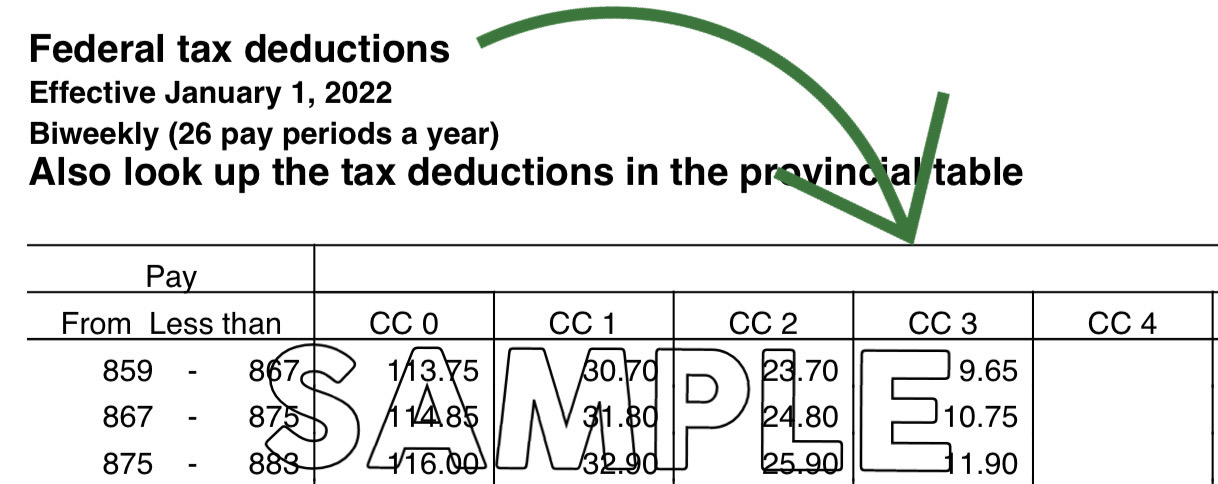 Federal tax deductions
Effective January 1, 2022
Biweekly (26 pay periods a year)
Also look up the tax deductions in the provincial table
Pay
From Less than CC 0 CC 1 CC 2 CC 3 CC 4
859 - 867 113.75 30.70 23.70 9.65
867 - 875 114.85 31.80 24.80 10.75
875 - 883 116.00 32.90 25.90 11.90
SAMPLE